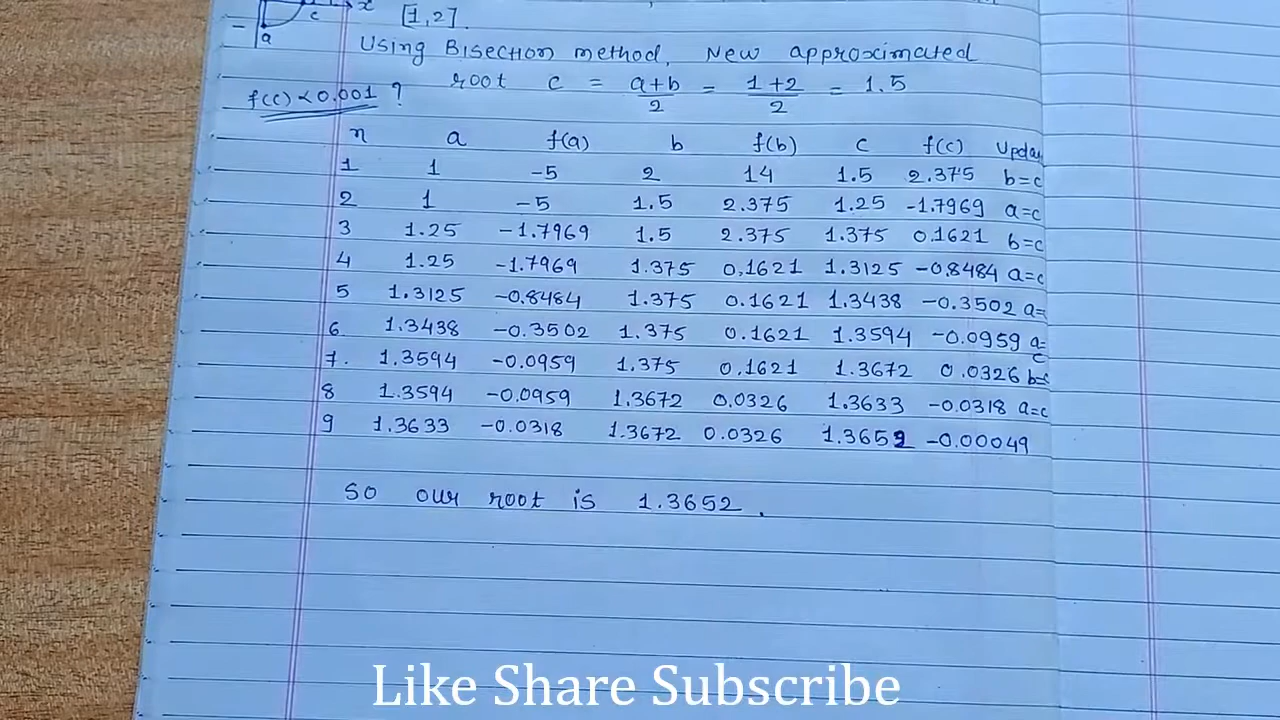 c x [1,2].
a
Using Bisection method, New approximated
root c = a+b/2 = 1+2/2 = 1.5
f(c) < 0.001 ?
n a f(a) b f(b) c f(c)
1 1 -5 2 14 1.5 2.375 b=c
2 1 -5 1.5 2.375 1.25 -1.7969 a=c
3 1.25 -1.7969 1.5 2.375 1.375 0.1621 b=c
4 1.25 -1.7969 1.375 0.1621 1.3125 -0.8484 a=c
5 1.3125 -0.8484 1.375 0.1621 1.3438 -0.3502 a=
6 1.3438 -0.3502 1.375 0.1621 1.3594 -0.0959 a=c
7. 1.3594 -0.0959 1.375 0.1621 1.3672 0.0326 b=c
8 1.3594 -0.0959 1.3672 0.0326 1.3633 -0.0318 a=c
9 1.3633 -0.0318 1.3672 0.0326 1.3652 -0.00049
So our root is 1.3652.
Like Share Subscribe